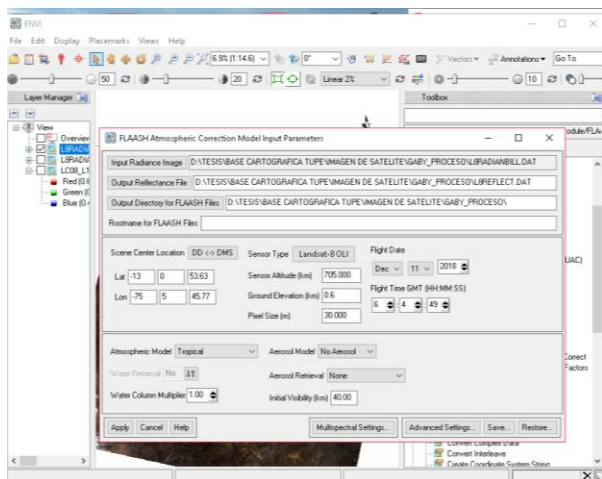 ENVI
File Edit Display Placemarks Views Help
6.9% (1:14.6) 0° Vectors Annotations Go To
50 20 Linear 2% 10 0
Layer Manager
Toolbox
View
Overview
L8RADIA
L8RADIA
LC08_L1
Red (0.6
Green (0
Blue (0.4
FLAASH Atmospheric Correction Model Input Parameters
Input Radiance Image D:\TESIS\BASE CARTOGRAFICA TUPE\IMAGEN DE SATELITE\GABY_PROCESO\L8RADIANBILL.DAT
Output Reflectance File D:\TESIS\BASE CARTOGRAFICA TUPE\IMAGEN DE SATELITE\GABY_PROCESO\L8REFLECT.DAT
Output Directory for FLAASH Files D:\TESIS\BASE CARTOGRAFICA TUPE\IMAGEN DE SATELITE\GABY_PROCESO\
Rootname for FLAASH Files
Scene Center Location DD <-> DMS Sensor Type Landsat-8 OLI Flight Date
Lat -13 0 53.63 Sensor Altitude (km) 705.000 Dec 11 2018
Lon -75 5 45.77 Ground Elevation (km) 0.6 Flight Time GMT (HH:MM:SS)
Pixel Size (m) 30.000 6 : 4 : 49
Atmospheric Model Tropical Aerosol Model No Aerosol
Water Retrieval No Aerosol Retrieval None
Water Column Multiplier 1.00 Initial Visibility (km) 40.00
Apply Cancel Help Multispectral Settings... Advanced Settings... Save... Restore...
odule/FLA
UAC)
Correct
Factors
Convert Complex Data
Convert Interleave
Create Coordinate System String